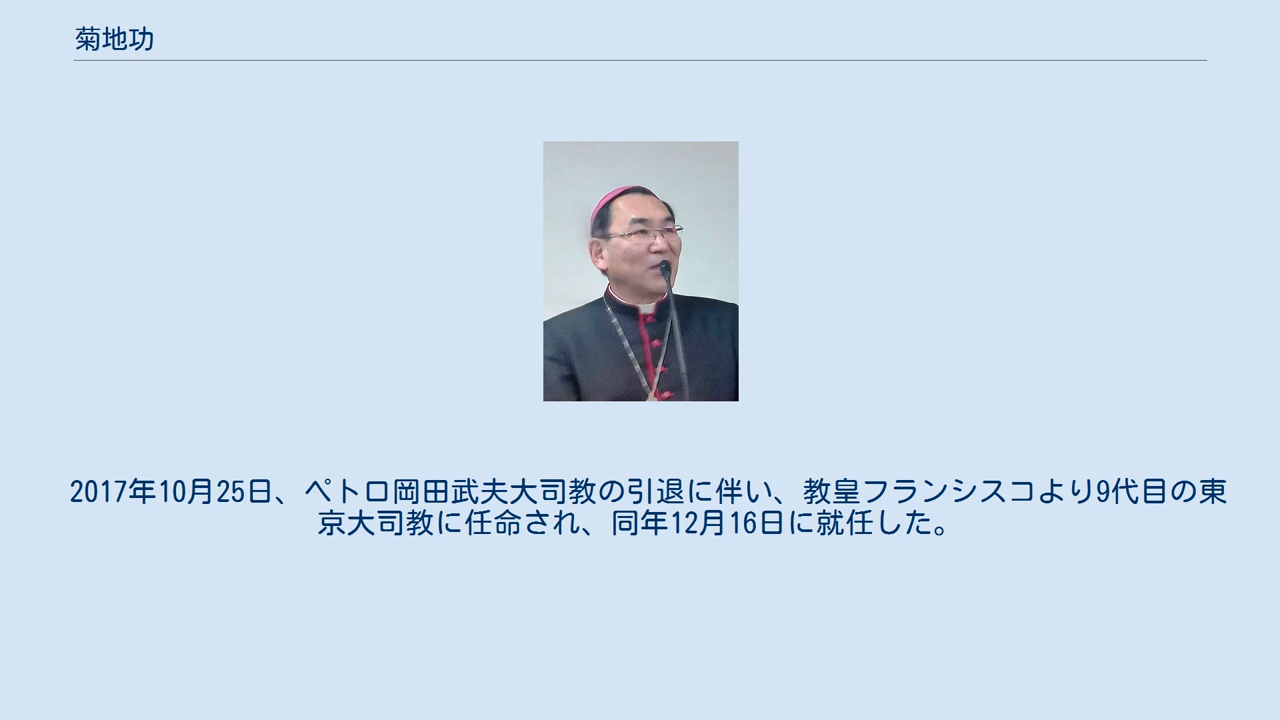 菊地功
2017年10月25日、ペトロ岡田武夫大司教の引退に伴い、教皇フランシスコより9代目の東
京大司教に任命され、同年12月16日に就任した。